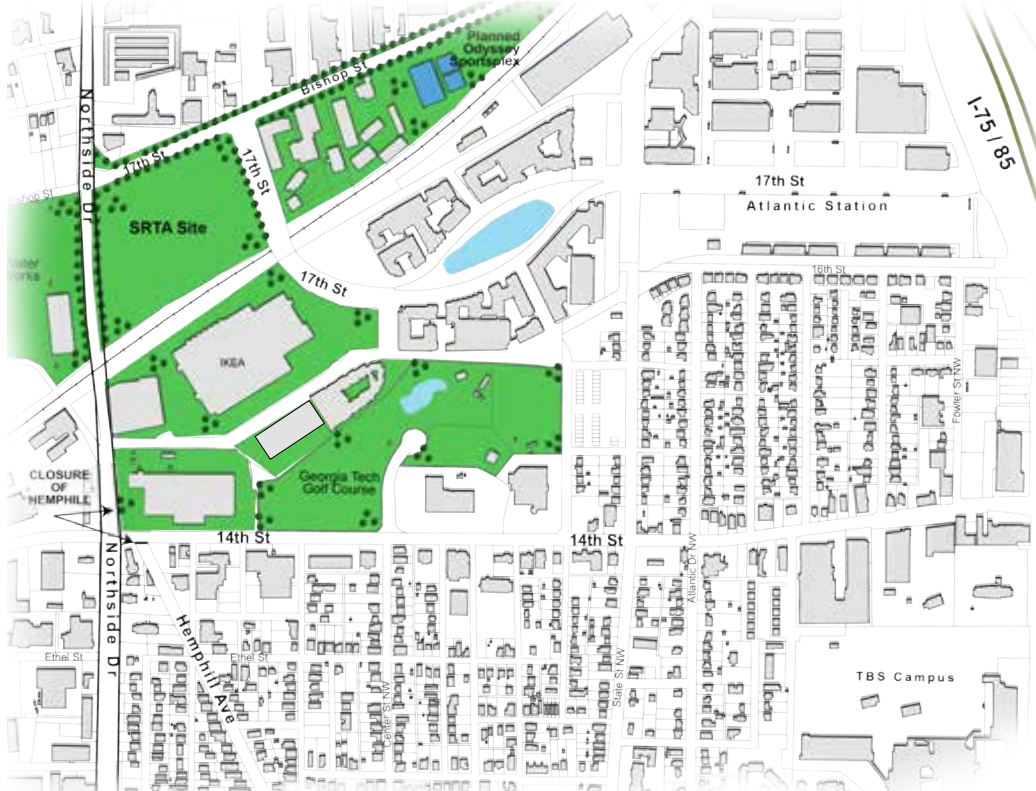 Planned
Odyssey
Sportsplex
Bishop St
I-75 / 85
Northside Dr
17th St
17th St
17th St
Atlantic Station
SRTA Site
16th St
17th St
IKEA
Fowler St NW
CLOSURE
OF
HEMPHILL
Georgia Tech
Golf Course
14th St
14th St
Atlantic Dr NW
Northside Dr
Hemphill Ave
Ethel St
Ethel St
State St NW
Center St NW
TBS Campus